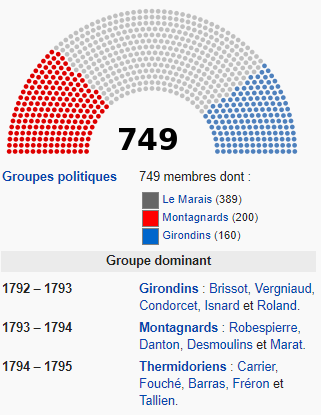 749
Groupes politiques
749 membres dont :
Le Marais (389)
Montagnards (200)
Girondins (160)
Groupe dominant
1792 – 1793
Girondins : Brissot, Vergniaud,
Condorcet, Isnard et Roland.
1793 – 1794
Montagnards : Robespierre,
Danton, Desmoulins et Marat.
1794 – 1795
Thermidoriens : Carrier,
Fouché, Barras, Fréron et
Tallien.